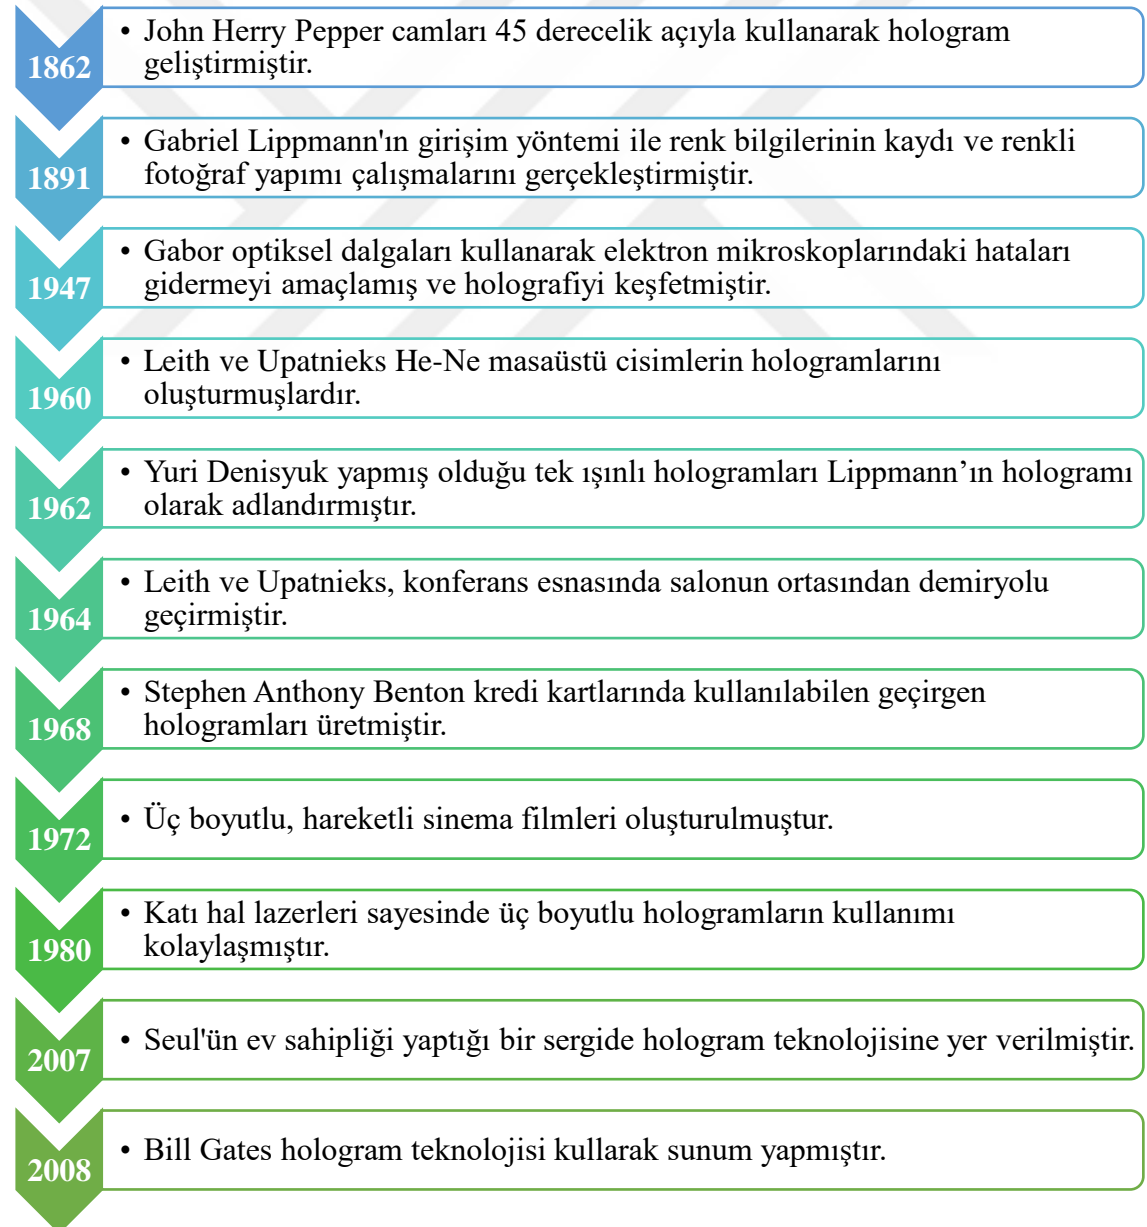 1862
• John Herry Pepper camları 45 derecelik açıyla kullanarak hologram
geliştirmiştir.
1891
• Gabriel Lippmann'ın girişim yöntemi ile renk bilgilerinin kaydı ve renkli
fotoğraf yapımı çalışmalarını gerçekleştirmiştir.
1947
• Gabor optiksel dalgaları kullanarak elektron mikroskoplarındaki hataları
gidermeyi amaçlamış ve holografiyi keşfetmiştir.
1960
• Leith ve Upatnieks He-Ne masaüstü cisimlerin hologramlarını
oluşturmuşlardır.
1962
• Yuri Denisyuk yapmış olduğu tek ışınlı hologramları Lippmann’ın hologramı
olarak adlandırmıştır.
1964
• Leith ve Upatnieks, konferans esnasında salonun ortasından demiryolu
geçirmiştir.
1968
• Stephen Anthony Benton kredi kartlarında kullanılabilen geçirgen
hologramları üretmiştir.
1972
• Üç boyutlu, hareketli sinema filmleri oluşturulmuştur.
1980
• Katı hal lazerleri sayesinde üç boyutlu hologramların kullanımı
kolaylaşmıştır.
2007
• Seul'ün ev sahipliği yaptığı bir sergide hologram teknolojisine yer verilmiştir.
2008
• Bill Gates hologram teknolojisi kullarak sunum yapmıştır.